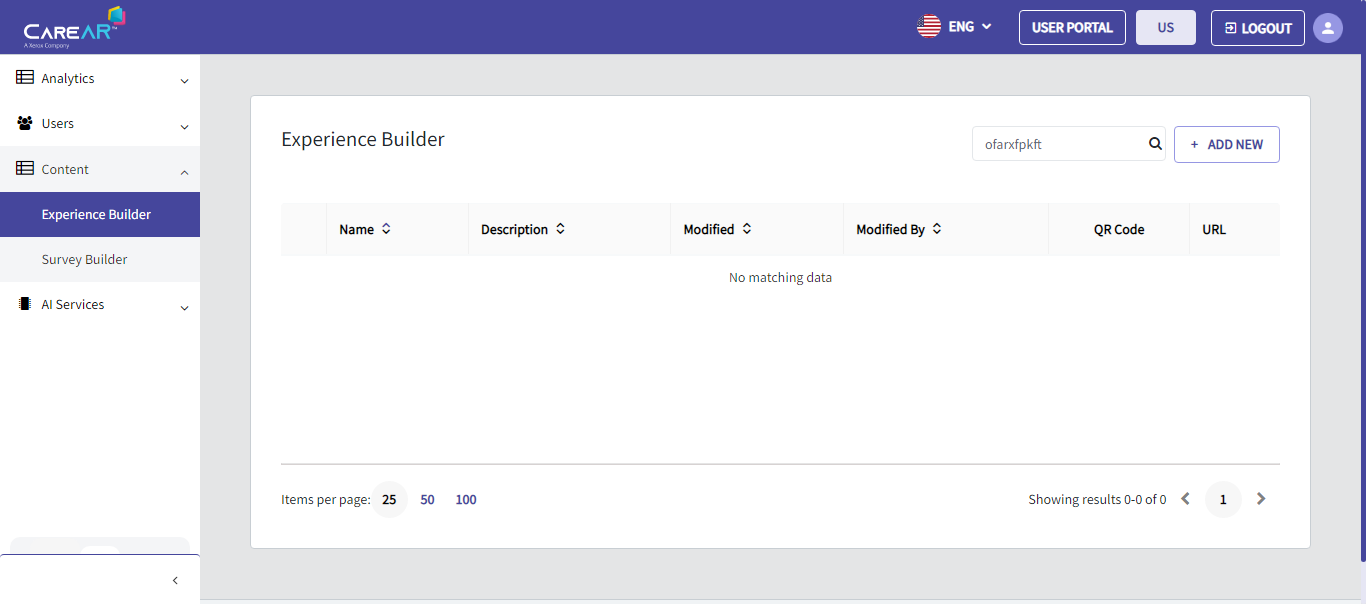 CAREAR™
A Xerox Company
ENG
USER PORTAL
US
LOGOUT
Analytics
Users
Content
Experience Builder
Survey Builder
AI Services
Experience Builder
ofarxfpkft
+ ADD NEW
Name
Description
Modified
Modified By
QR Code
URL
No matching data
Items per page: 25 50 100
Showing results 0-0 of 0
1